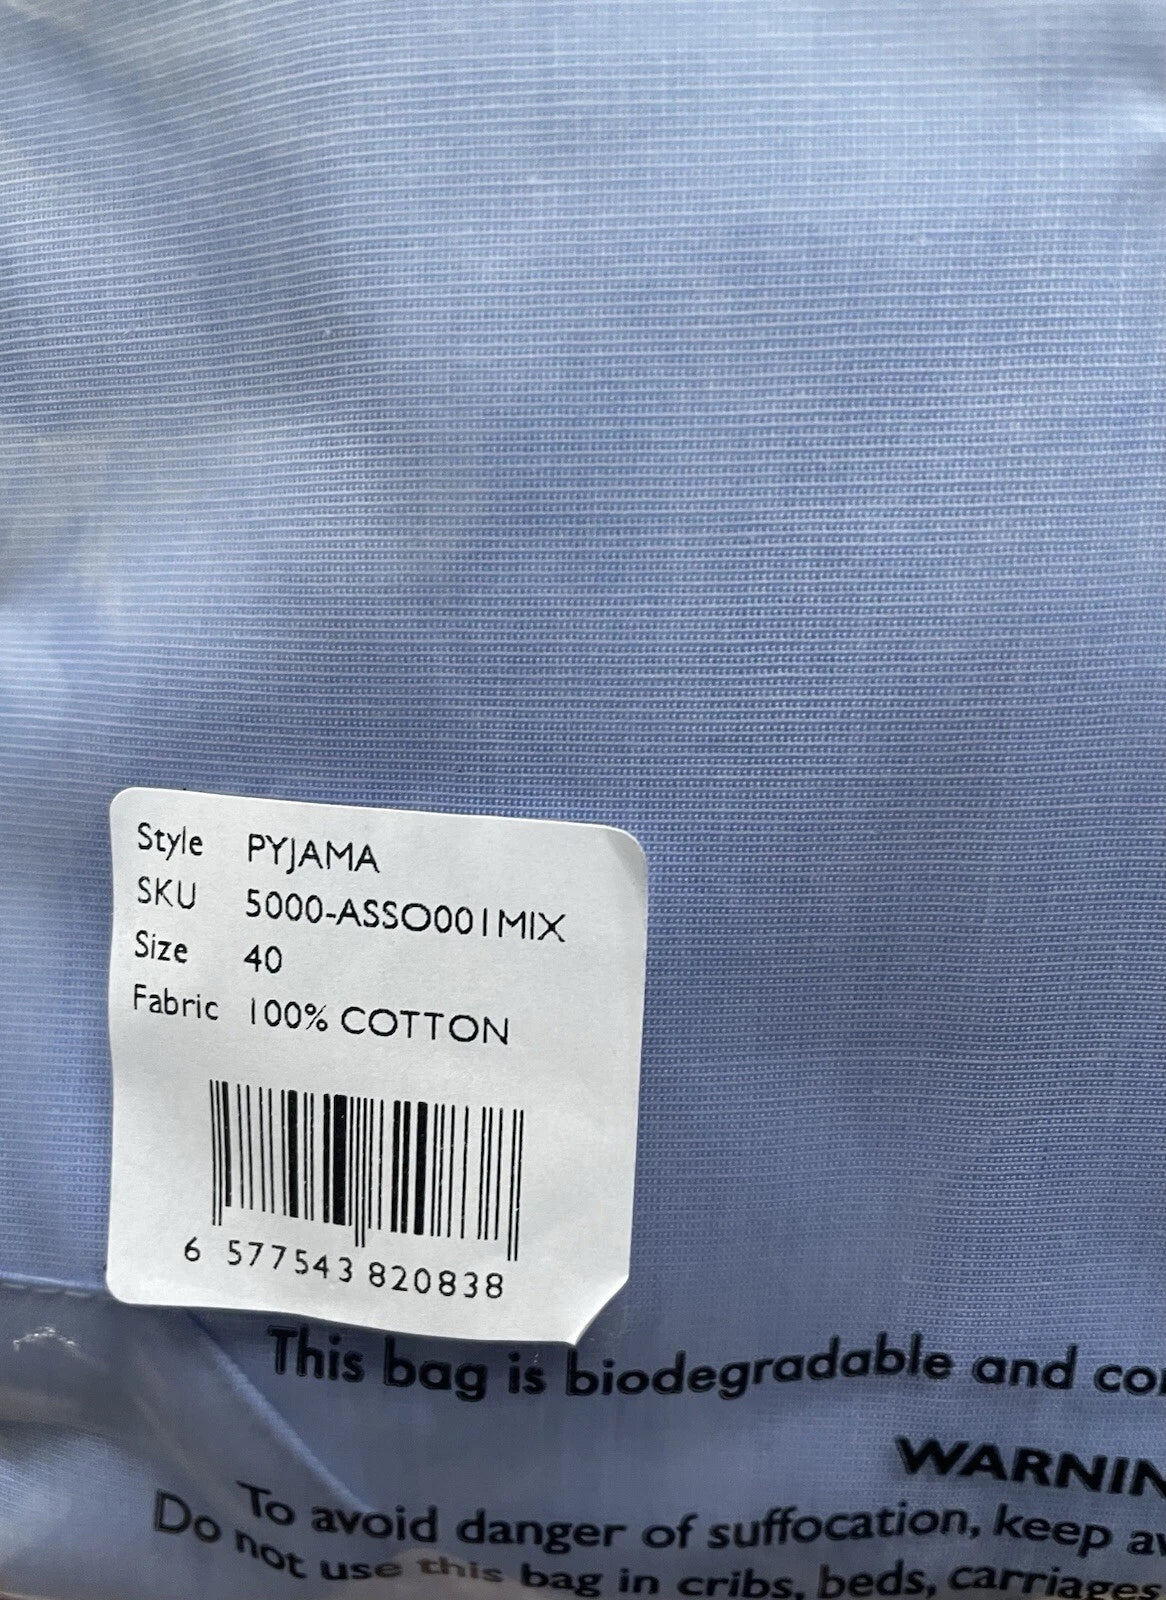 Style PYJAMA
SKU 5000-ASSO001MIX
Size 40
Fabric 100% COTTON
6 577543 820838
This bag is biodegradable and co
WARNIN
To avoid danger of suffocation, keep av
Do not use this bag in cribs, beds, carriages